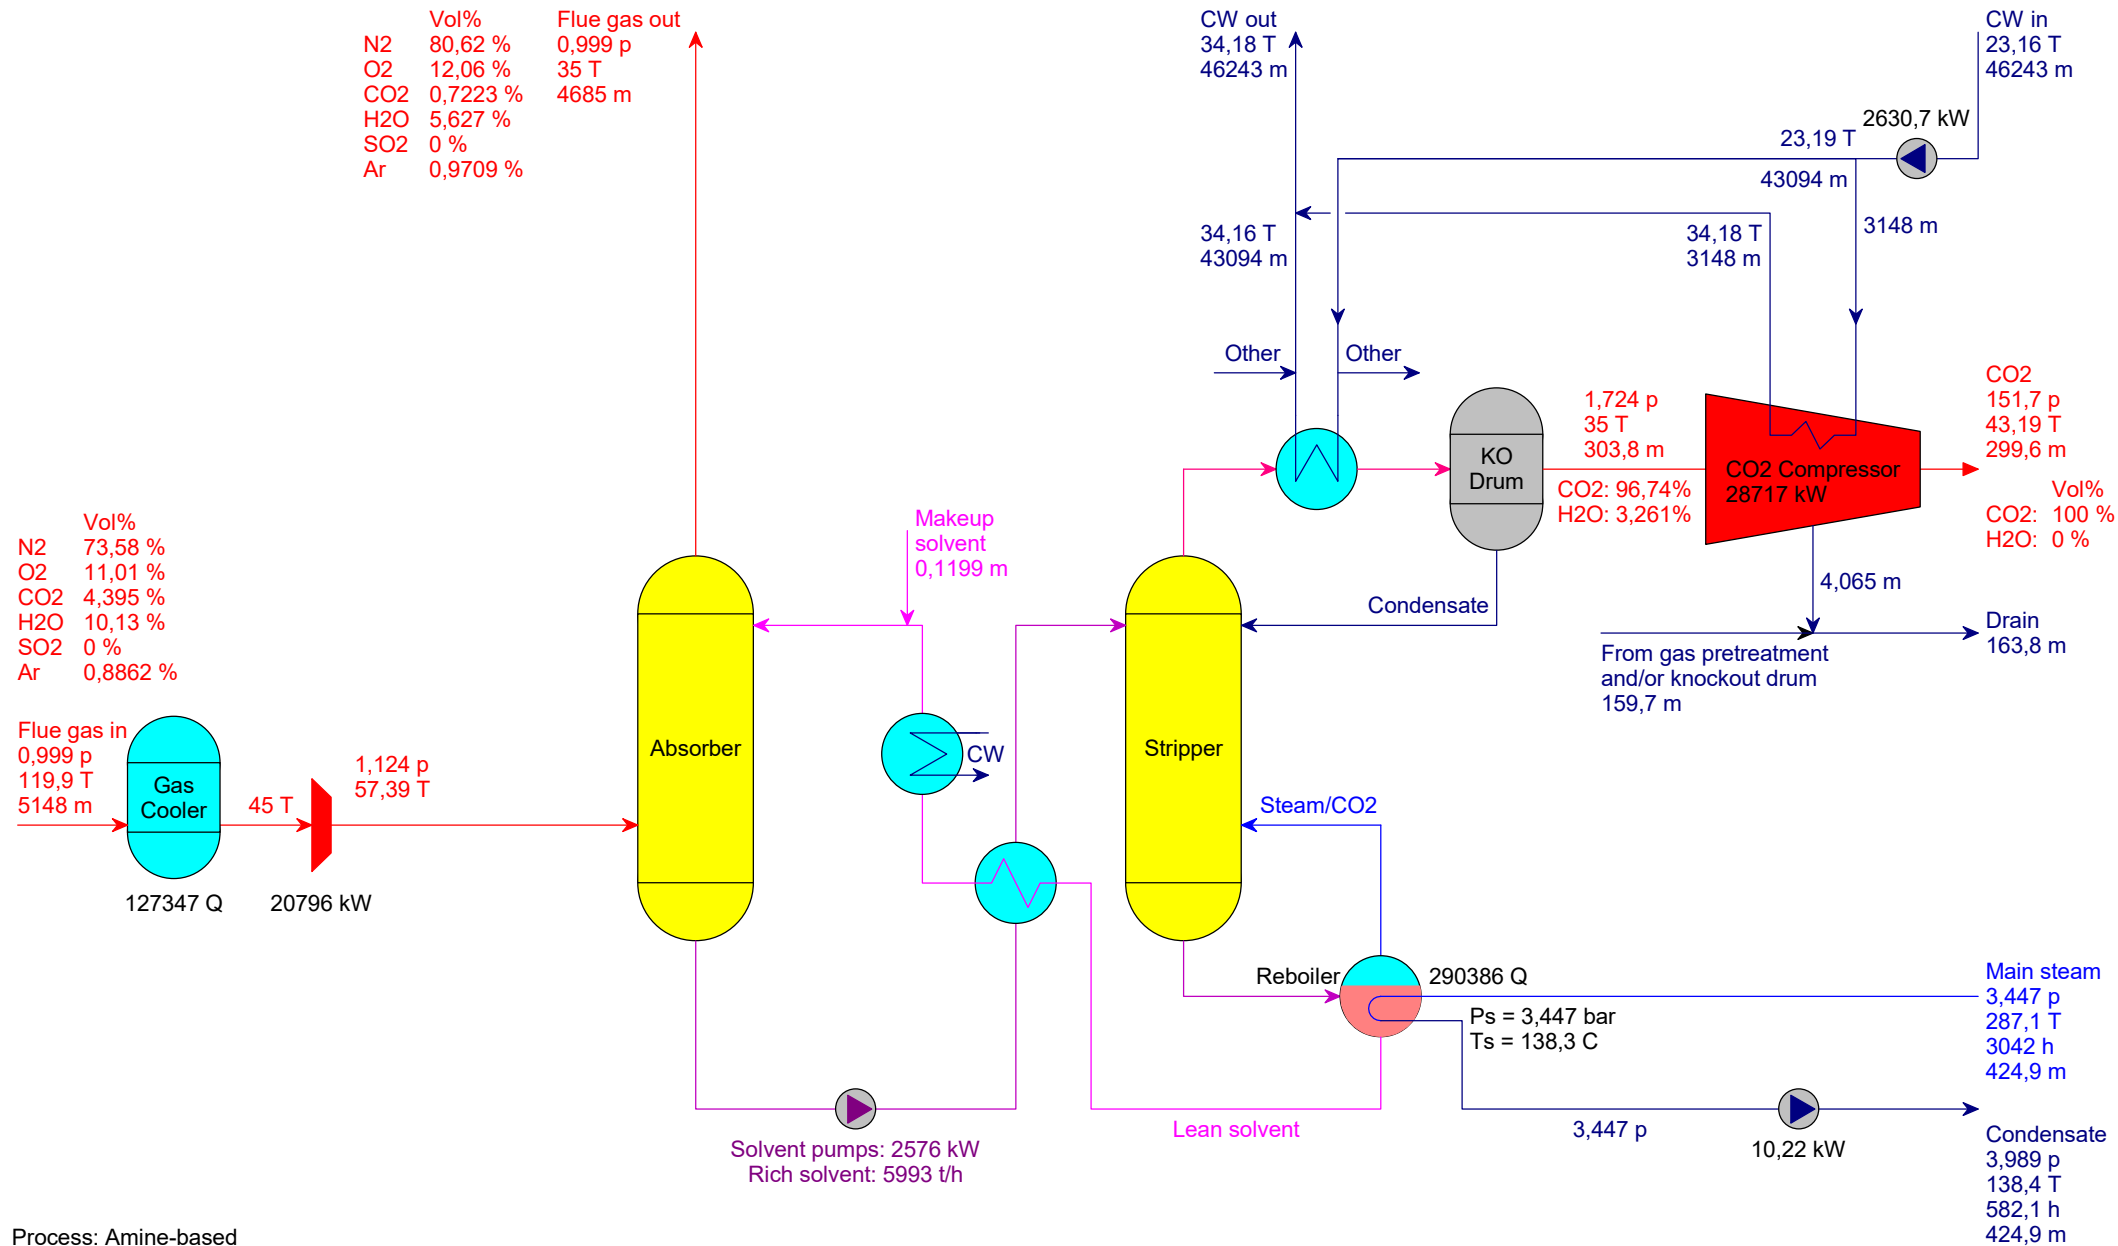 Vol%
N2 80,62 %
O2 12,06 %
CO2 0,7223 %
H2O 5,627 %
SO2 0 %
Ar 0,9709 %
Flue gas out
0,999 p
35 T
4685 m
CW out
34,18 T
46243 m
CW in
23,16 T
46243 m
2630,7 kW
23,19 T
43094 m
3148 m
34,16 T
43094 m
34,18 T
3148 m
Other
Other
KO
Drum
1,724 p
35 T
303,8 m
CO2: 96,74%
H2O: 3,261%
CO2 Compressor
28717 kW
CO2
151,7 p
43,19 T
299,6 m
Vol%
CO2: 100 %
H2O: 0 %
4,065 m
Condensate
Drain
163,8 m
From gas pretreatment
and/or knockout drum
159,7 m
Makeup
solvent
0,1199 m
Vol%
N2 73,58 %
O2 11,01 %
CO2 4,395 %
H2O 10,13 %
SO2 0 %
Ar 0,8862 %
Flue gas in
0,999 p
119,9 T
5148 m
Gas
Cooler
127347 Q
45 T
20796 kW
1,124 p
57,39 T
Absorber
CW
Stripper
Steam/CO2
Reboiler
290386 Q
Ps = 3,447 bar
Ts = 138,3 C
Main steam
3,447 p
287,1 T
3042 h
424,9 m
Solvent pumps: 2576 kW
Rich solvent: 5993 t/h
Lean solvent
3,447 p
10,22 kW
Condensate
3,989 p
138,4 T
582,1 h
424,9 m
Process: Amine-based